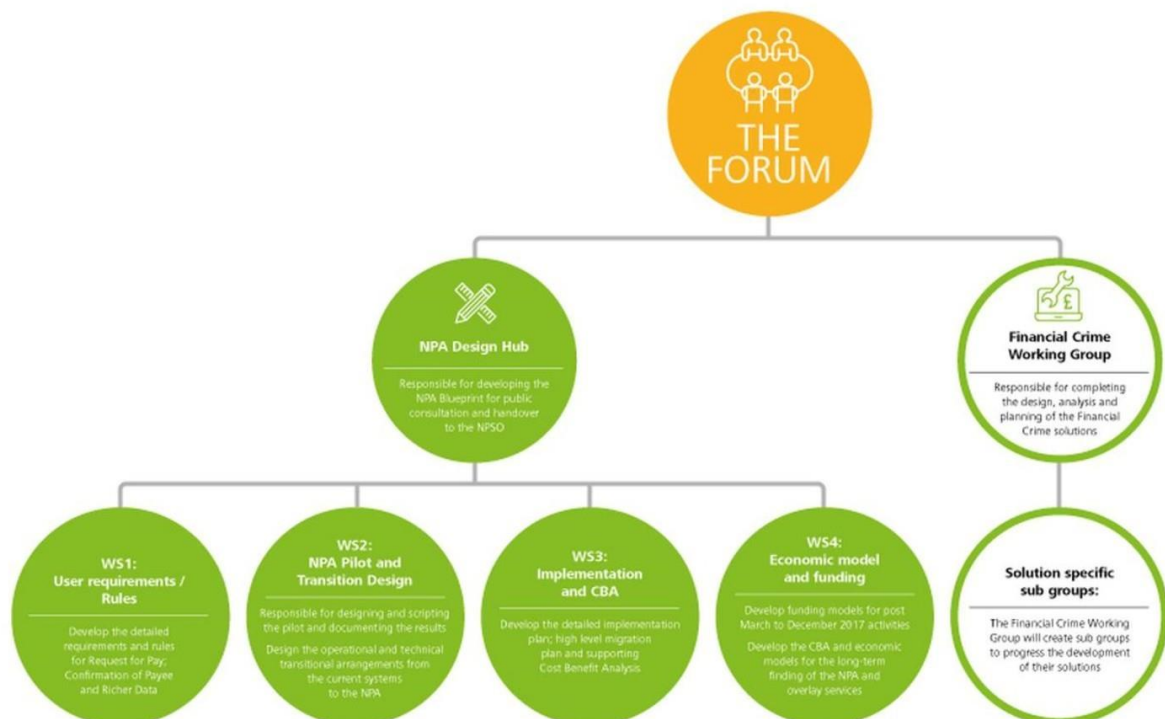 THE
FORUM
NPA Design Hub
Responsible for developing the
NPA Blueprint for public
consultation and handover
to the NPSO
£
Financial Crime
Working Group
Responsible for completing
the design, analysis and
planning of the Financial
Crime solutions
WS1:
User requirements /
Rules
Develop the detailed
requirements and rules
for Request for Pay;
Confirmation of Payee
and Richer Data
WS2:
NPA Pilot and
Transition Design
Responsible for designing and scripting
the pilot and documenting the results
Design the operational and technical
transitional arrangements from
the current systems
to the NPA
WS3:
Implementation
and CBA
Develop the detailed implementation
plan; high level migration
plan and supporting
Cost Benefit Analysis
WS4:
Economic model
and funding
Develop funding models for post
March to December 2017 activities
Develop the CBA and economic
models for the long-term
finding of the NPA and
overlay services
Solution specific
sub groups:
The Financial Crime Working
Group will create sub groups
to progress the development
of their solutions